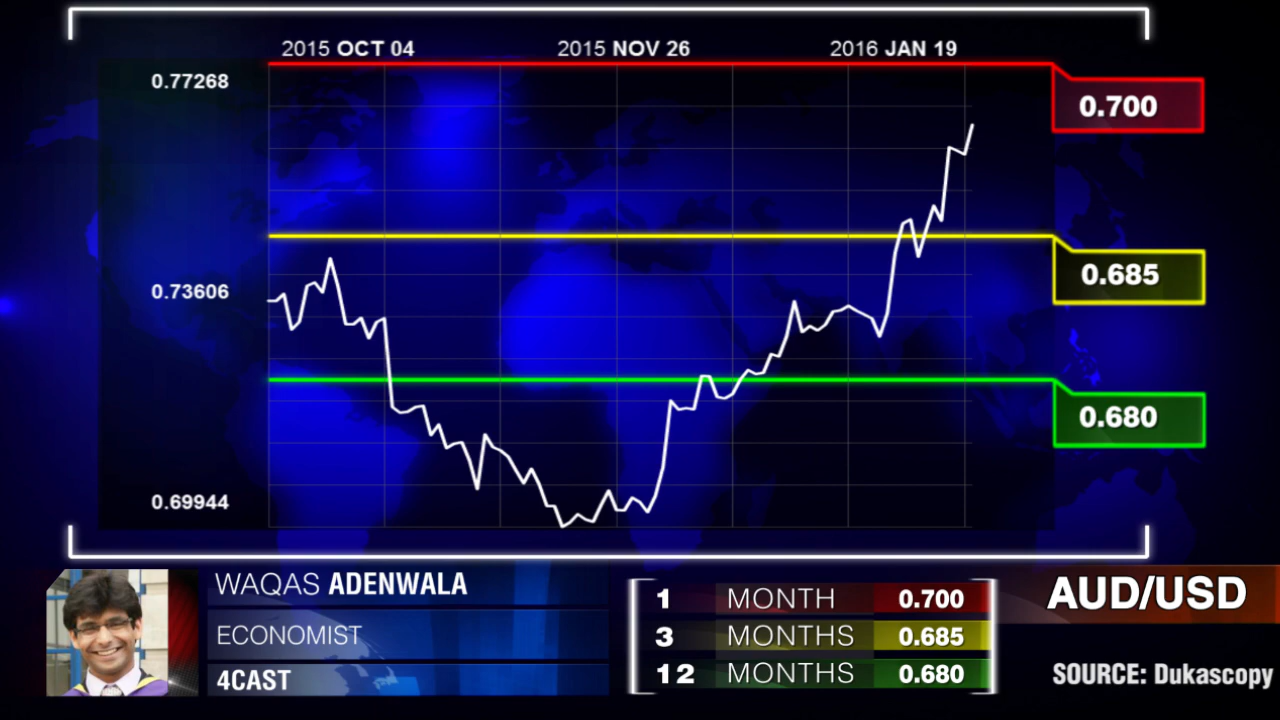 2015 OCT 04 2015 NOV 26 2016 JAN 19
0.77268
0.700
0.685
0.73606
0.680
0.69944
WAQAS ADENWALA
ECONOMIST
4CAST
1 MONTH 0.700
3 MONTHS 0.685
12 MONTHS 0.680
AUD/USD
SOURCE: Dukascopy